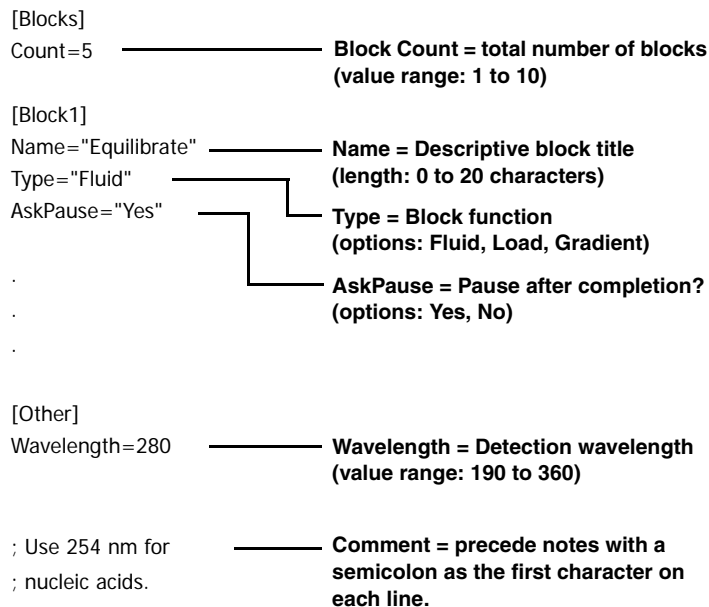 [Blocks]
Count=5
Block Count = total number of blocks
(value range: 1 to 10)
[Block1]
Name="Equilibrate"
Name = Descriptive block title
(length: 0 to 20 characters)
Type="Fluid"
Type = Block function
(options: Fluid, Load, Gradient)
AskPause="Yes"
AskPause = Pause after completion?
(options: Yes, No)
.
.
.
[Other]
Wavelength=280
Wavelength = Detection wavelength
(value range: 190 to 360)
; Use 254 nm for
; nucleic acids.
Comment = precede notes with a
semicolon as the first character on
each line.